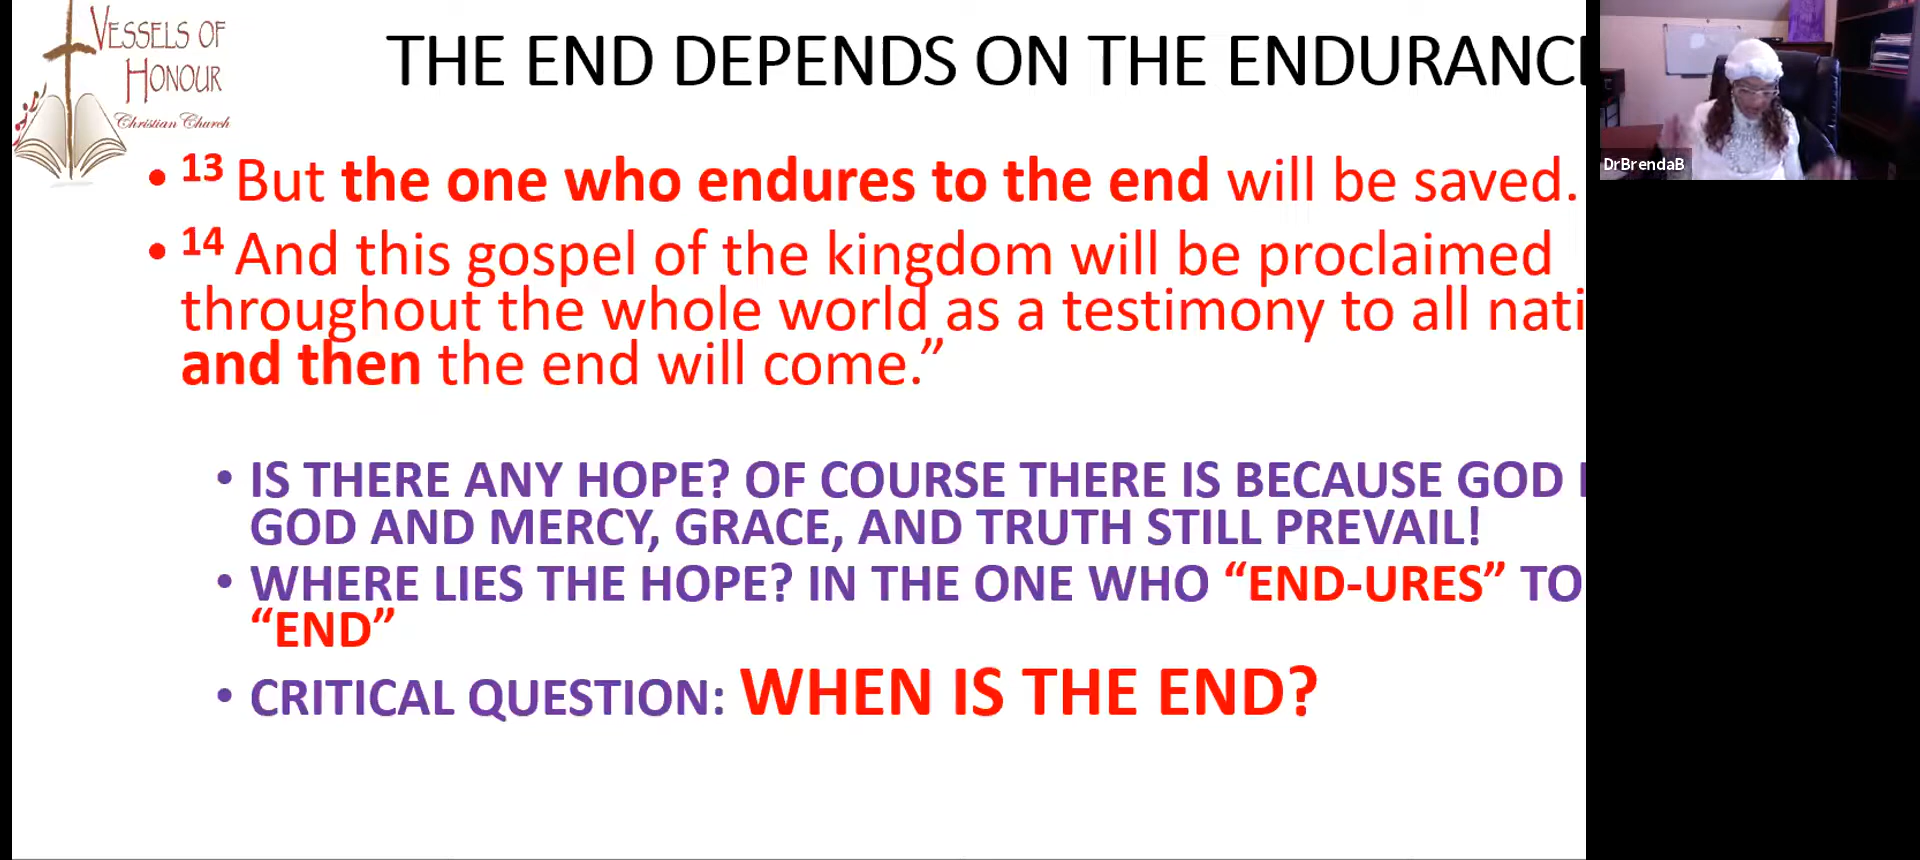 VESSELS OF
HONOUR
Christian Church
THE END DEPENDS ON THE ENDURANC
• 13 But the one who endures to the end will be saved.
• 14 And this gospel of the kingdom will be proclaimed
throughout the whole world as a testimony to all nati
and then the end will come.”
• IS THERE ANY HOPE? OF COURSE THERE IS BECAUSE GOD
GOD AND MERCY, GRACE, AND TRUTH STILL PREVAIL!
• WHERE LIES THE HOPE? IN THE ONE WHO “END-URES” TO
“END”
• CRITICAL QUESTION: WHEN IS THE END?
DrBrendaB